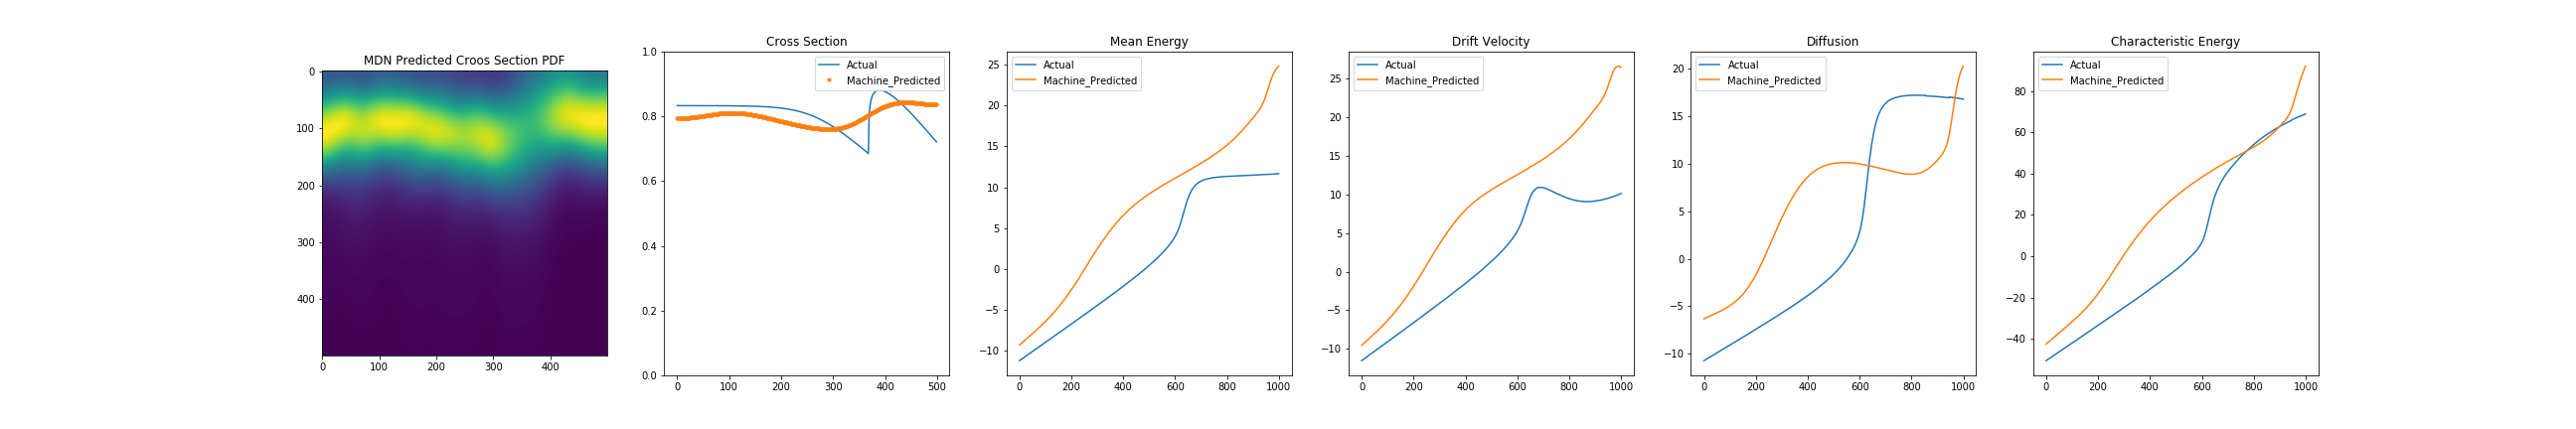 MDN Predicted Croos Section PDF
0
100
200
300
400
0 100 200 300 400
Cross Section
Actual
Machine_Predicted
1.0
0.8
0.6
0.4
0.2
0.0
0 100 200 300 400 500
Mean Energy
Actual
Machine_Predicted
25
20
15
10
5
0
−5
−10
0 200 400 600 800 1000
Drift Velocity
Actual
Machine_Predicted
25
20
15
10
5
0
−5
−10
0 200 400 600 800 1000
Diffusion
Actual
Machine_Predicted
20
15
10
5
0
−5
−10
0 200 400 600 800 1000
Characteristic Energy
Actual
Machine_Predicted
80
60
40
20
0
−20
−40
0 200 400 600 800 1000